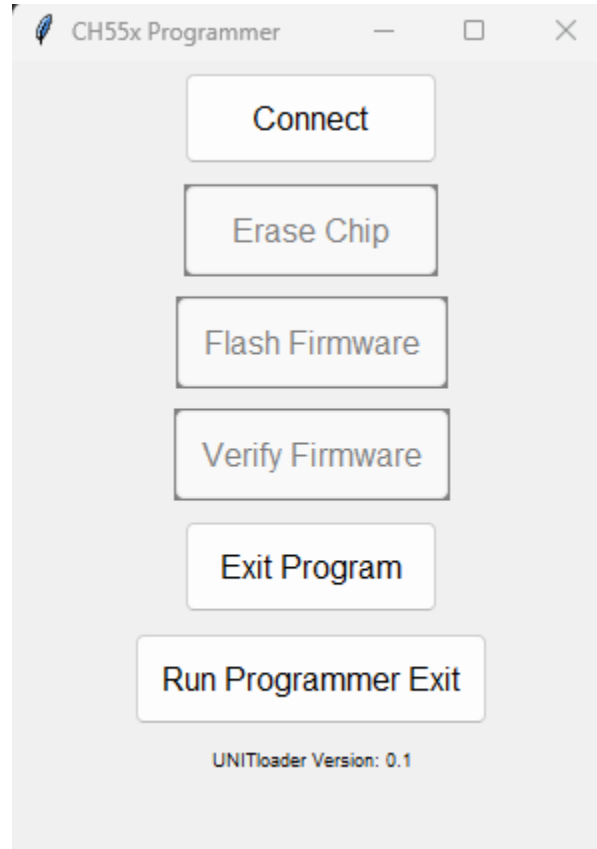 CH55x Programmer
Connect
Erase Chip
Flash Firmware
Verify Firmware
Exit Program
Run Programmer Exit
UNITloader Version: 0.1